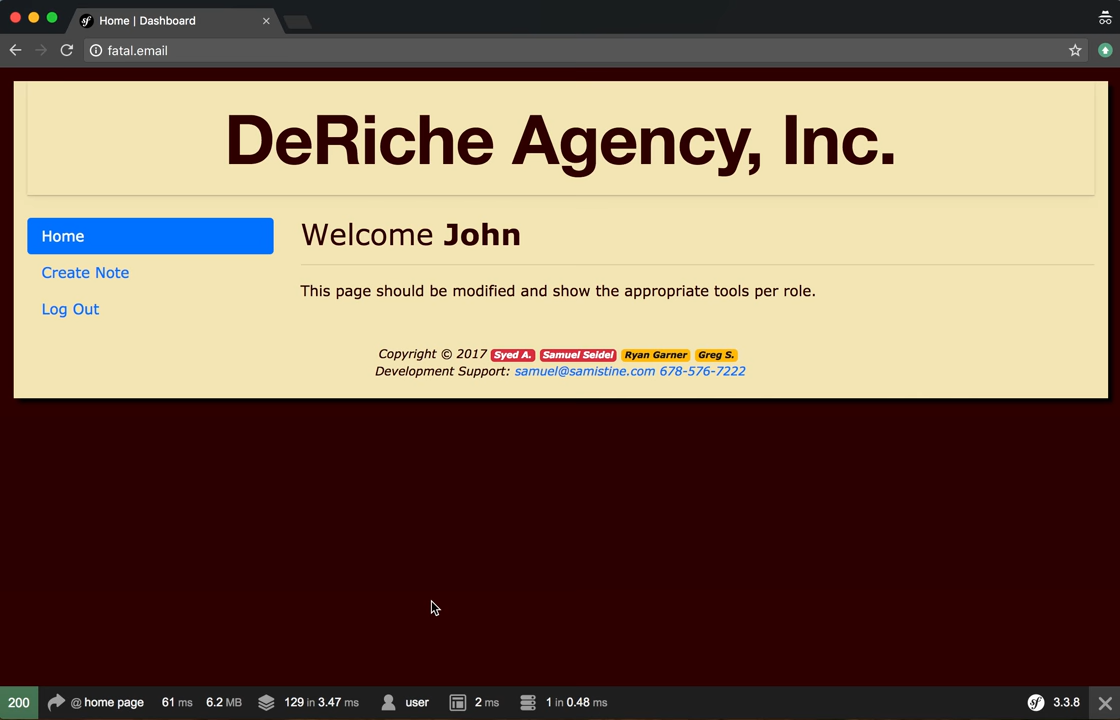 Home | Dashboard
fatal.email
DeRiche Agency, Inc.
Home
Create Note
Log Out
Welcome John
This page should be modified and show the appropriate tools per role.
Copyright © 2017 Syed A. Samuel Seidel Ryan Garner Greg S.
Development Support: samuel@samistine.com 678-576-7222
200 @ home page 61 ms 6.2 MB 129 in 3.47 ms user 2 ms 1 in 0.48 ms sf 3.3.8